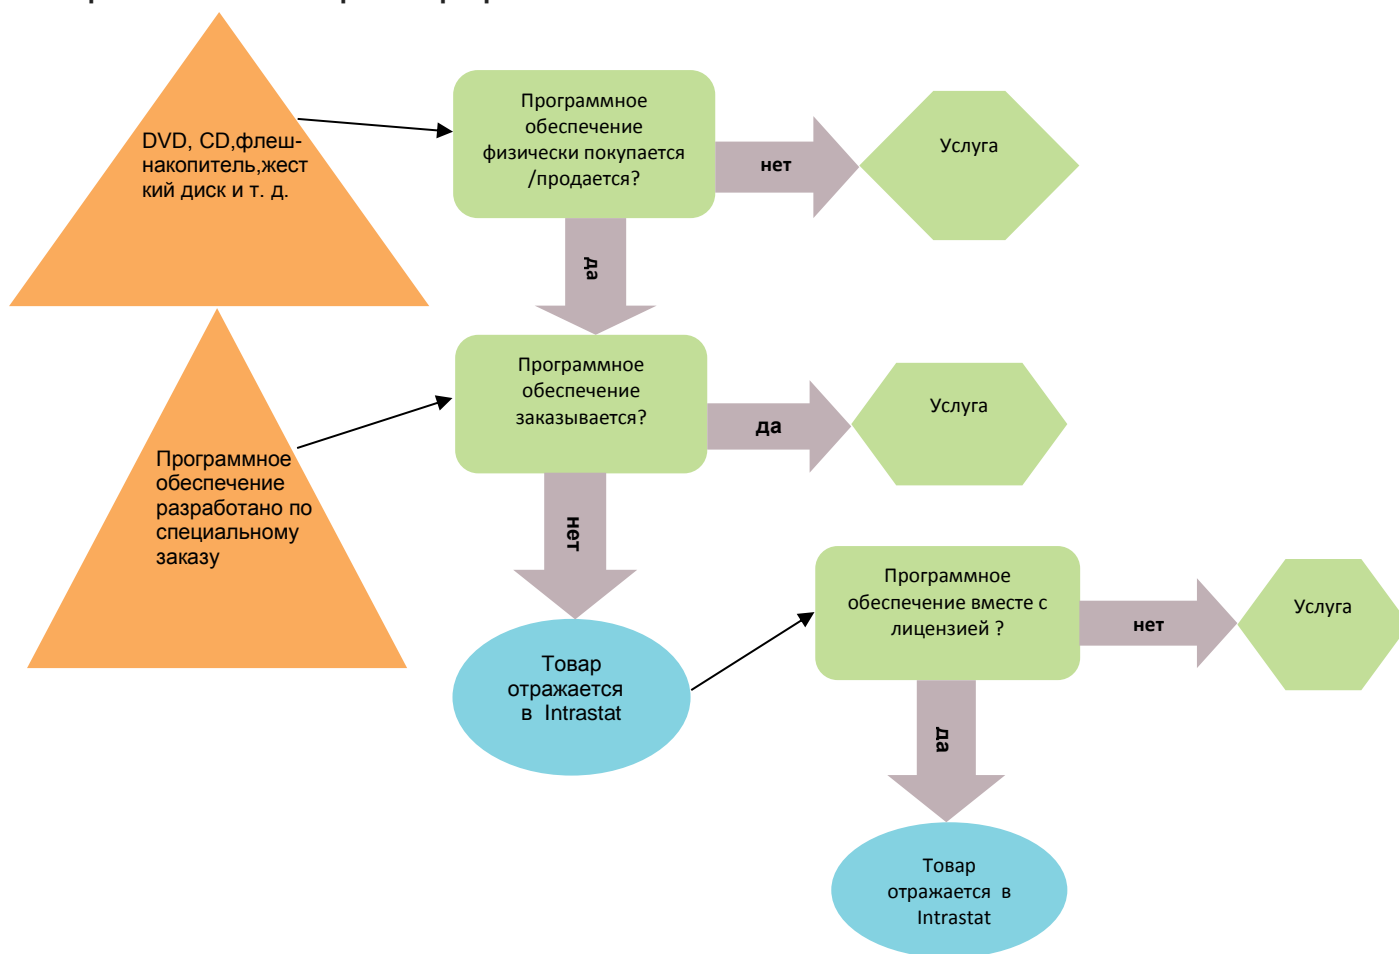 DVD, CD,флеш-
накопитель,жест
кий диск и т. д.
Программное
обеспечение
физически покупается
/продается?
нет
Услуга
да
Программное
обеспечение
заказывается?
да
Услуга
Программное
обеспечение
разработано по
специальному
заказу
нет
Товар
отражается
в Intrastat
Программное
обеспечение вместе с
лицензией ?
нет
Услуга
да
Товар
отражается в
Intrastat